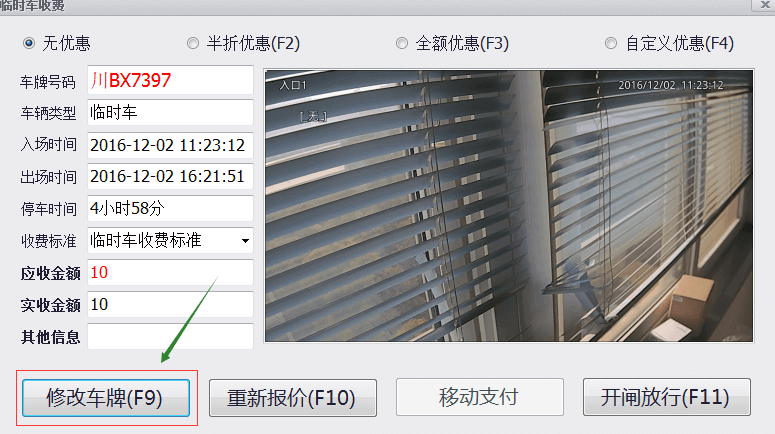 临时车收费
无优惠 半折优惠(F2) 全额优惠(F3) 自定义优惠(F4)
车牌号码 川BX7397
车辆类型 临时车
入场时间 2016-12-02 11:23:12
出场时间 2016-12-02 16:21:51
停车时间 4小时58分
收费标准 临时车收费标准
应收金额 10
实收金额 10
其他信息
入口1 2016/12/02 11:23:12
[_无_]
修改车牌(F9) 重新报价(F10) 移动支付 开闸放行(F11)